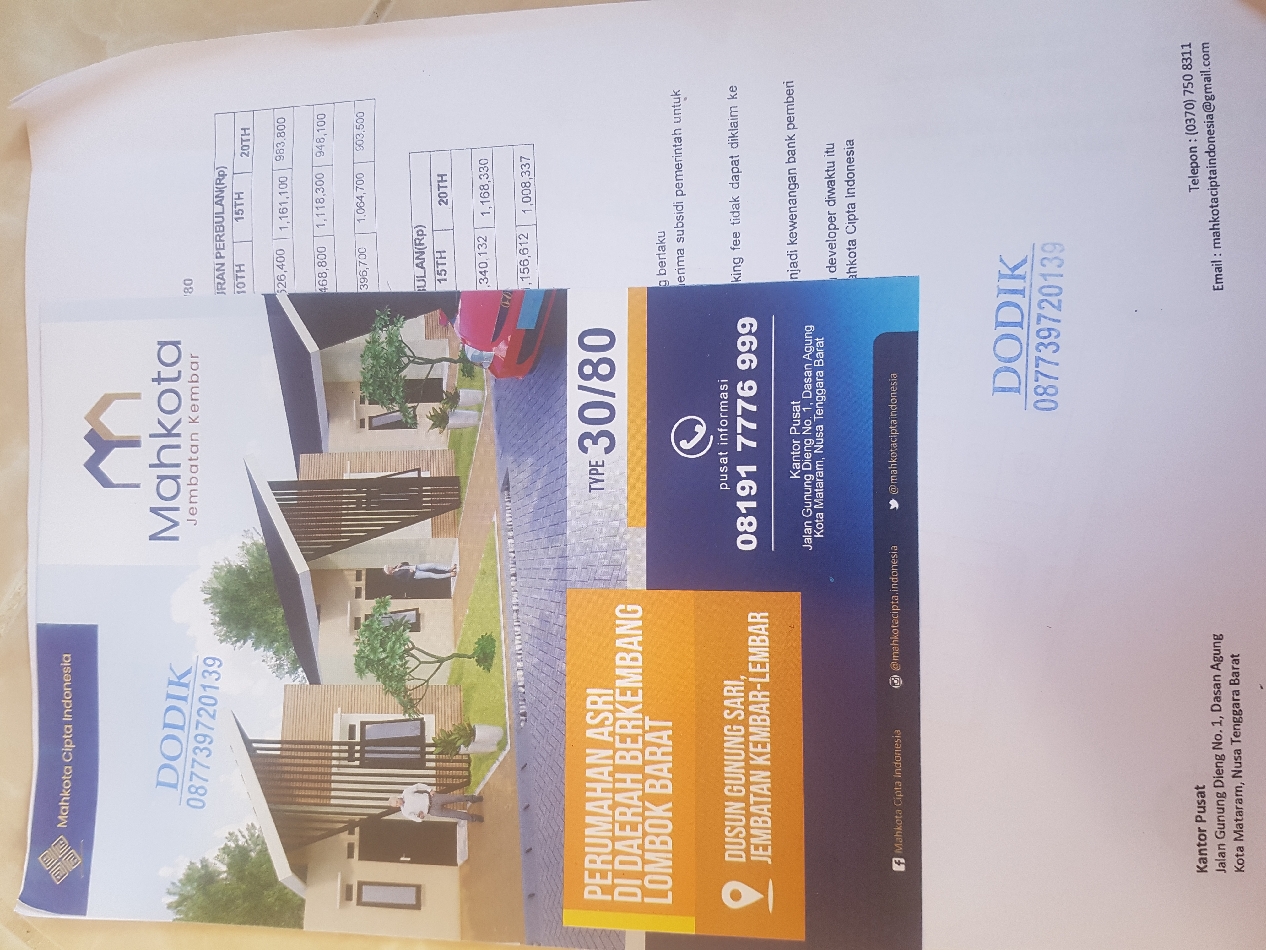 Mahkota Cipta Indonesia
Mahkota
Jembatan Kembar
DODIK
087739720139
PERUMAHAN ASRI
DI DAERAH BERKEMBANG
LOMBOK BARAT
DUSUN GUNUNG SARI,
JEMBATAN KEMBAR-LEMBAR
TYPE 30/80
pusat informasi
08191 7776 999
Kantor Pusat
Jalan Gunung Dieng No. 1, Dasan Agung
Kota Mataram, Nusa Tenggara Barat
Mahkota Cipta Indonesia @mahkotacipta.indonesia @mahkotaciptaindonesia
/80
URAN PERBULAN(Rp)
10TH 15TH 20TH
526,400 1,161,100 983,800
468,800 1,118,300 948,100
396,700 1,064,700 903,500
BULAN(Rp)
15TH 20TH
,340,132 1,168,330
,156,612 1,008,337
g berlaku
erima subsidi pemerintah untuk
king fee tidak dapat diklaim ke
njadi kewenangan bank pemberi
developer diwaktu itu
ahkota Cipta Indonesia
DODIK
087739720139
Kantor Pusat
Jalan Gunung Dieng No. 1, Dasan Agung
Kota Mataram, Nusa Tenggara Barat
Telepon : (0370) 750 8311
Email : mahkotaciptaindonesia@gmail.com